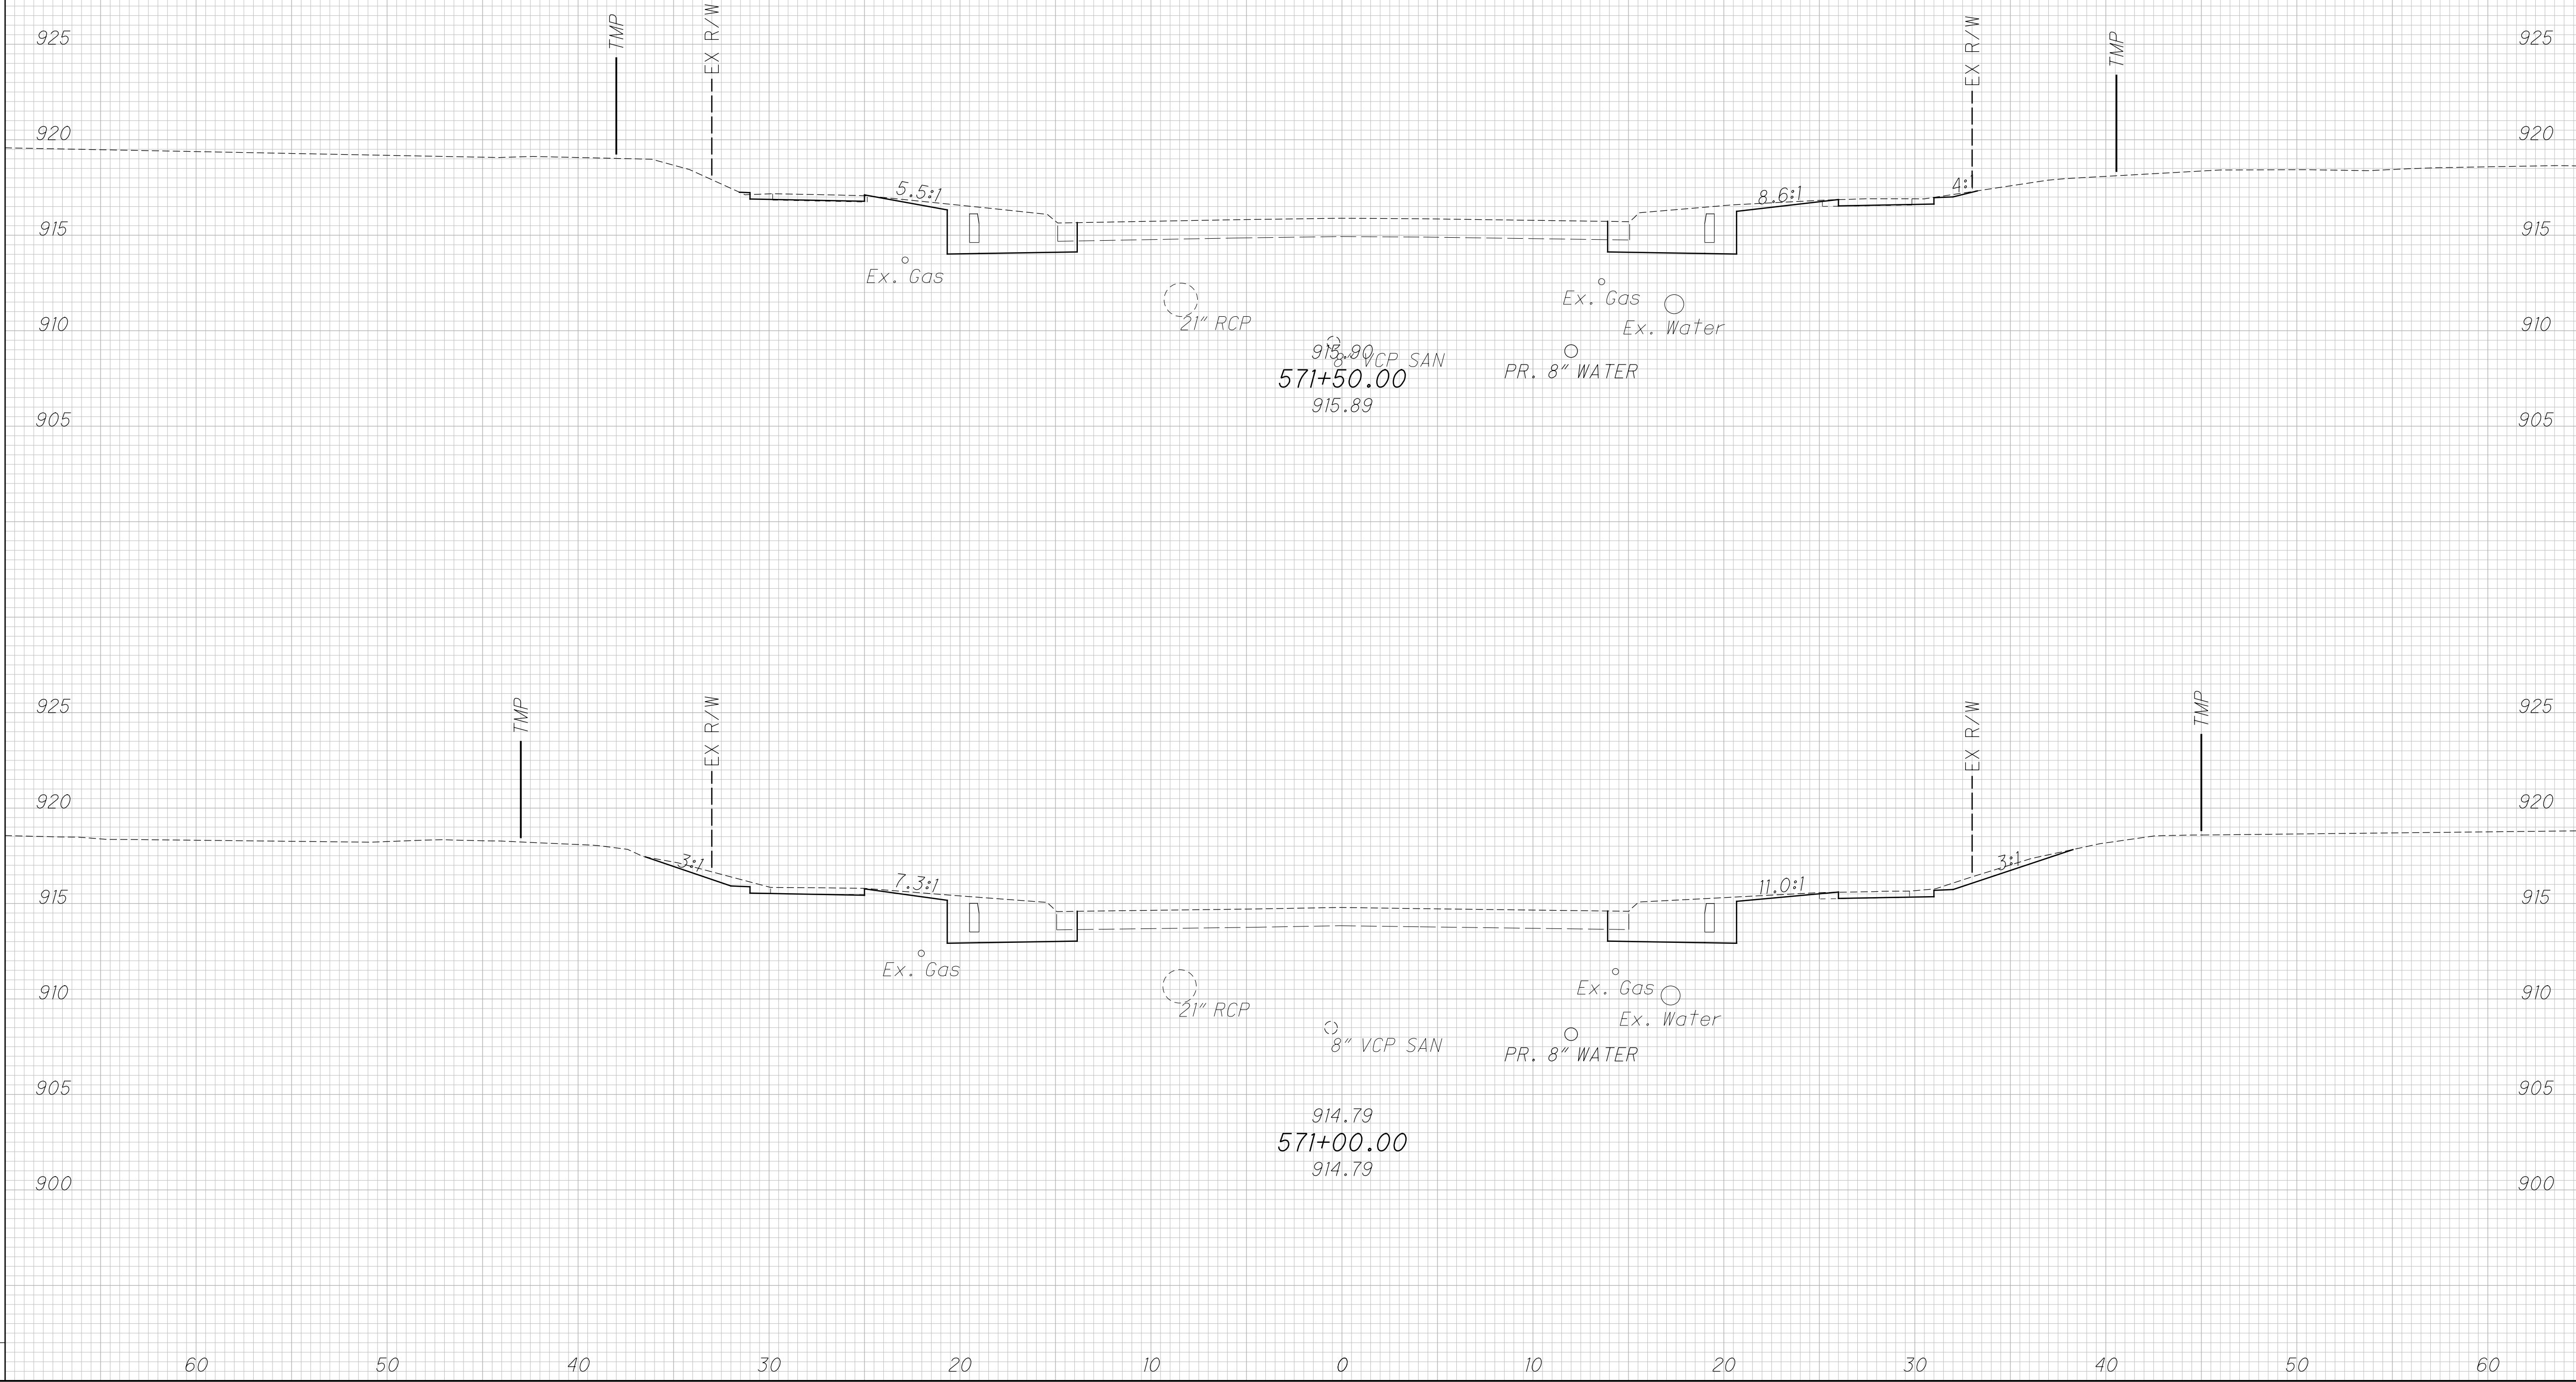 TMP
EX R/W
EX R/W
TMP
925 925
920 920
5.5:1 8.6:1 4:1
915 915
Ex. Gas Ex. Gas
21" RCP Ex. Water
910 910
915.90
8" VCP SAN
PR. 8" WATER
571+50.00
915.89
905 905
TMP
EX R/W
EX R/W
TMP
925 925
920 920
3:1 7.3:1 11.0:1 3:1
915 915
Ex. Gas Ex. Gas
910 910
21" RCP Ex. Water
8" VCP SAN PR. 8" WATER
905 905
914.79
571+00.00
914.79
900 900
60 50 40 30 20 10 0 10 20 30 40 50 60